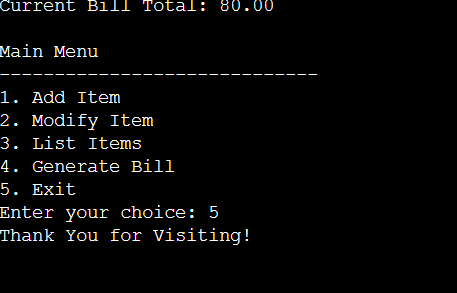 Current Bill Total: 80.00
Main Menu
-----------------------------
1. Add Item
2. Modify Item
3. List Items
4. Generate Bill
5. Exit
Enter your choice: 5
Thank You for Visiting!